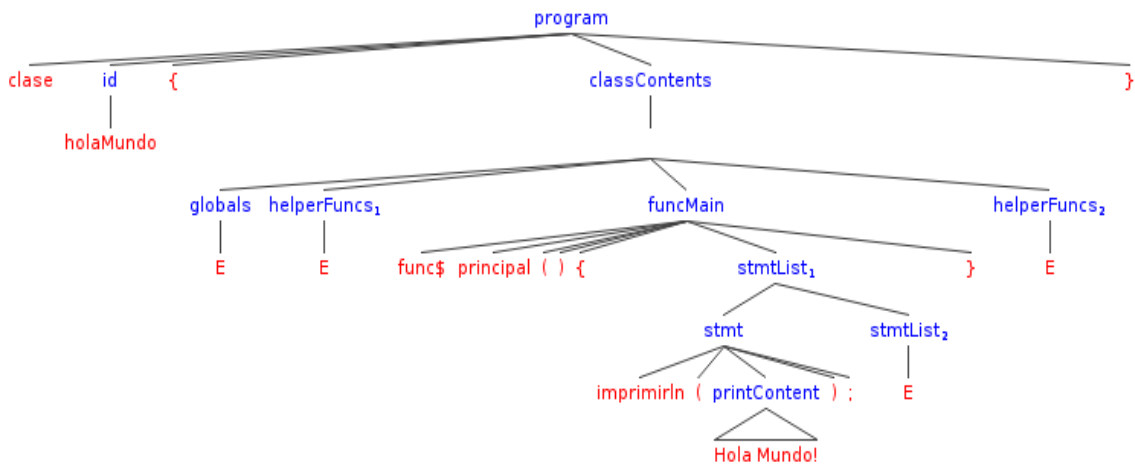 program
clase id { classContents }
holaMundo
globals helperFuncs₁ funcMain helperFuncs₂
E E func$ principal ( ) { stmtList₁ } E
stmt stmtList₂
imprimirln ( printContent ) ; E
Hola Mundo!